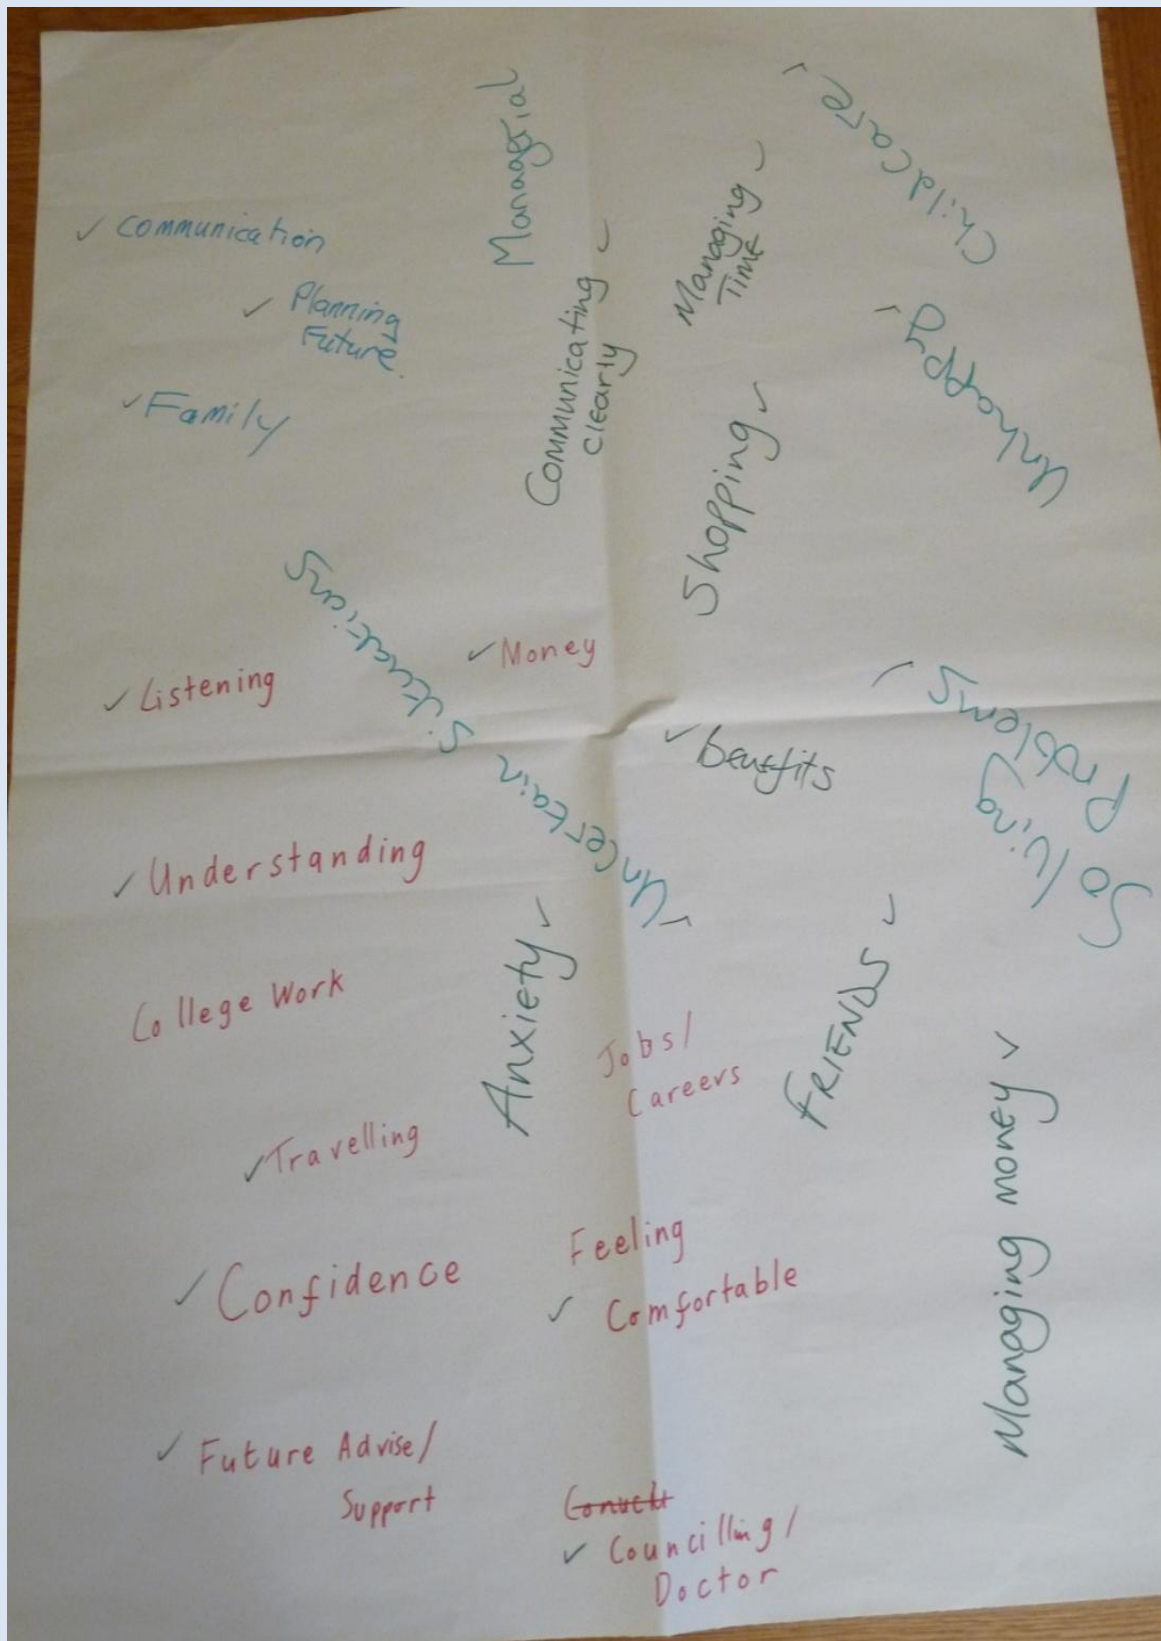 Managerial
Childcare
✓ Communication
Managing
Time
✓ Planning
Future.
Communicating
Clearly
✓ Family
Unhappy
Shopping
Uncertain Situations
✓ Money
✓ Listening
✓ benefits
Solving
Problems
✓ Understanding
Anxiety
FRIENDS
College Work
Jobs/
Careers
✓ Travelling
Managing money
Feeling
✓ Comfortable
✓ Confidence
✓ Future Advise/
Support
✓ Councilling/
Doctor